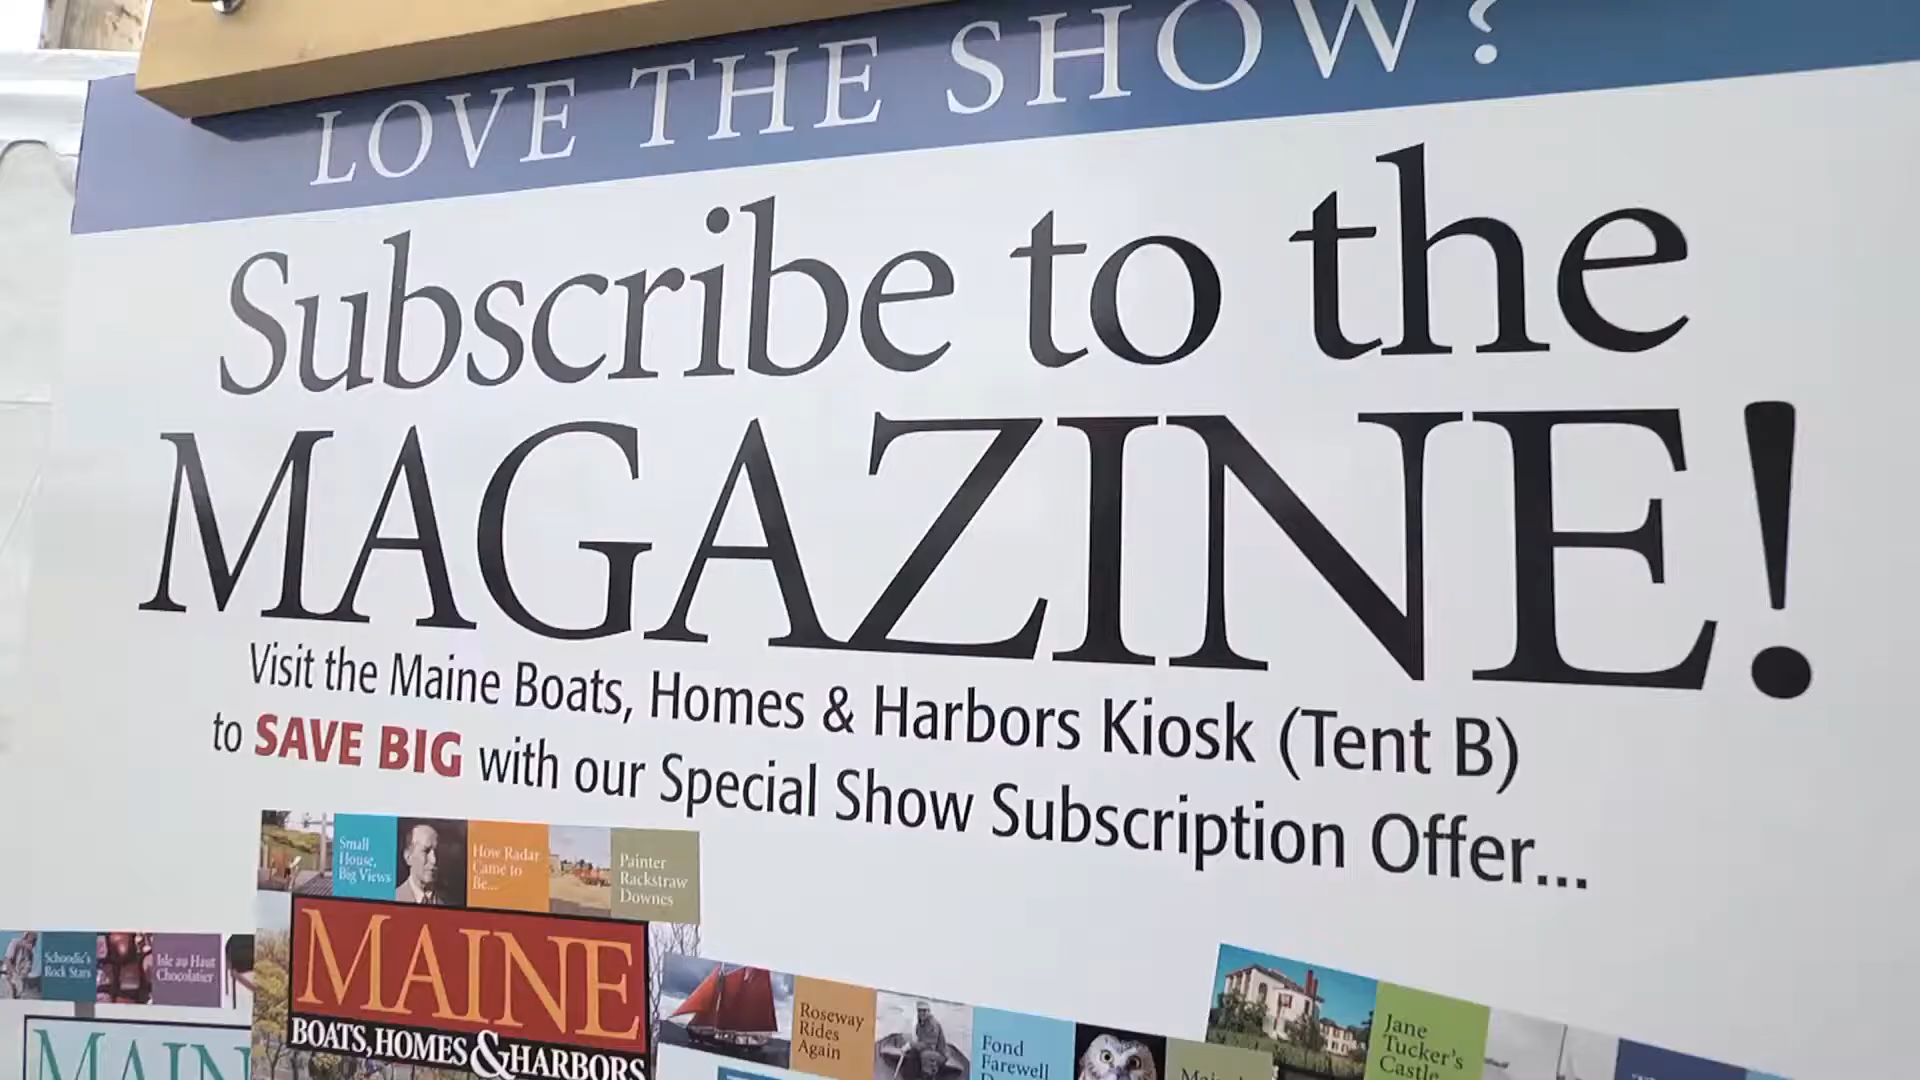 LOVE THE SHOW?
Subscribe to the
MAGAZINE!
Visit the Maine Boats, Homes & Harbors Kiosk (Tent B)
to SAVE BIG with our Special Show Subscription Offer...
Small
House,
Big Views
How Radar
Came to
Be...
Painter
Rackstraw
Downes
MAINE
BOATS, HOMES & HARBORS
Schoodic's
Rock Stars
Isle au Haut
Chocolatier
MAIN
Roseway
Rides
Again
Fond
Farewell
Jane
Tucker's
Castle